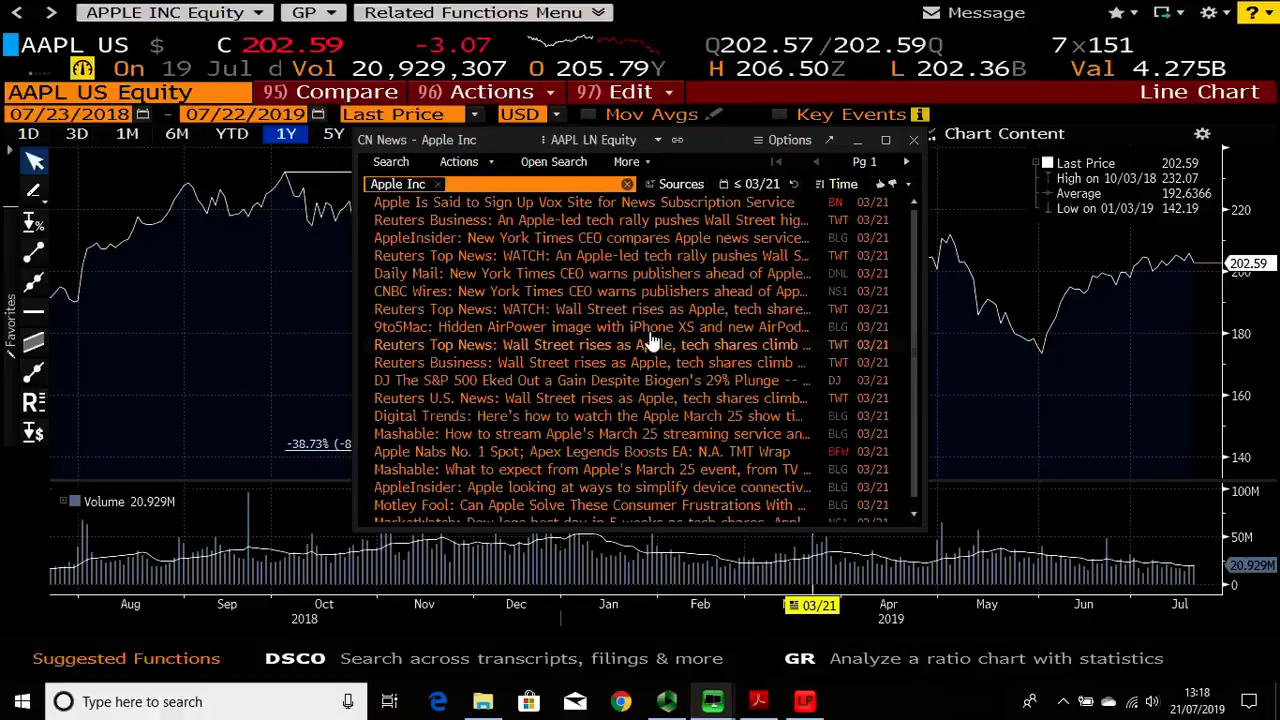 APPLE INC Equity GP Related Functions Menu Message
AAPL US $ C 202.59 -3.07 Q202.57/202.59Q 7x151
On 19 Jul d Vol 20,929,307 O 205.79Y H 206.50Z L 202.36B Val 4.275B
AAPL US Equity 95) Compare 96) Actions 97) Edit Line Chart
07/23/2018 - 07/22/2019 Last Price USD Mov Avgs Key Events
1D 3D 1M 6M YTD 1Y 5Y Chart Content
CN News - Apple Inc AAPL LN Equity Options
Search Actions Open Search More Pg 1
Apple Inc Sources ≤ 03/21 Time
Apple Is Said to Sign Up Vox Site for News Subscription Service BN 03/21
Reuters Business: An Apple-led tech rally pushes Wall Street hig... TWT 03/21
AppleInsider: New York Times CEO compares Apple news service... BLG 03/21
Reuters Top News: WATCH: An Apple-led tech rally pushes Wall S... TWT 03/21
Daily Mail: New York Times CEO warns publishers ahead of Apple... DML 03/21
CNBC Wires: New York Times CEO warns publishers ahead of App... NS1 03/21
Reuters Top News: WATCH: Wall Street rises as Apple, tech share... TWT 03/21
9to5Mac: Hidden AirPower image with iPhone XS and new AirPod... BLG 03/21
Reuters Top News: Wall Street rises as Apple, tech shares climb ... TWT 03/21
Reuters Business: Wall Street rises as Apple, tech shares climb ... TWT 03/21
DJ The S&P 500 Eked Out a Gain Despite Biogen's 29% Plunge -- ... DJ 03/21
Reuters U.S. News: Wall Street rises as Apple, tech shares climb... TWT 03/21
Digital Trends: Here's how to watch the Apple March 25 show ti... BLG 03/21
Mashable: How to stream Apple's March 25 streaming service an... BLG 03/21
Apple Nabs No. 1 Spot; Apex Legends Boosts EA: N.A. TMT Wrap BFW 03/21
Mashable: What to expect from Apple's March 25 event, from TV ... BLG 03/21
AppleInsider: Apple looking at ways to simplify device connectiv... BLG 03/21
Motley Fool: Can Apple Solve These Consumer Frustrations With ... BLG 03/21
MarketWatch: Dow logs best day in 5 weeks as tech shares, Appl... NS1 03/21
Last Price 202.59
High on 10/03/18 232.07
Average 192.6366
Low on 01/03/19 142.19
220
202.59
200
180
160
140
Favorites
-38.73% (-8
Volume 20.929M
100M
50M
20.929M
0
Aug Sep Oct Nov Dec Jan Feb 03/21 Apr May Jun Jul
2018 2019
Suggested Functions DSCO Search across transcripts, filings & more GR Analyze a ratio chart with statistics
Type here to search
13:18
21/07/2019